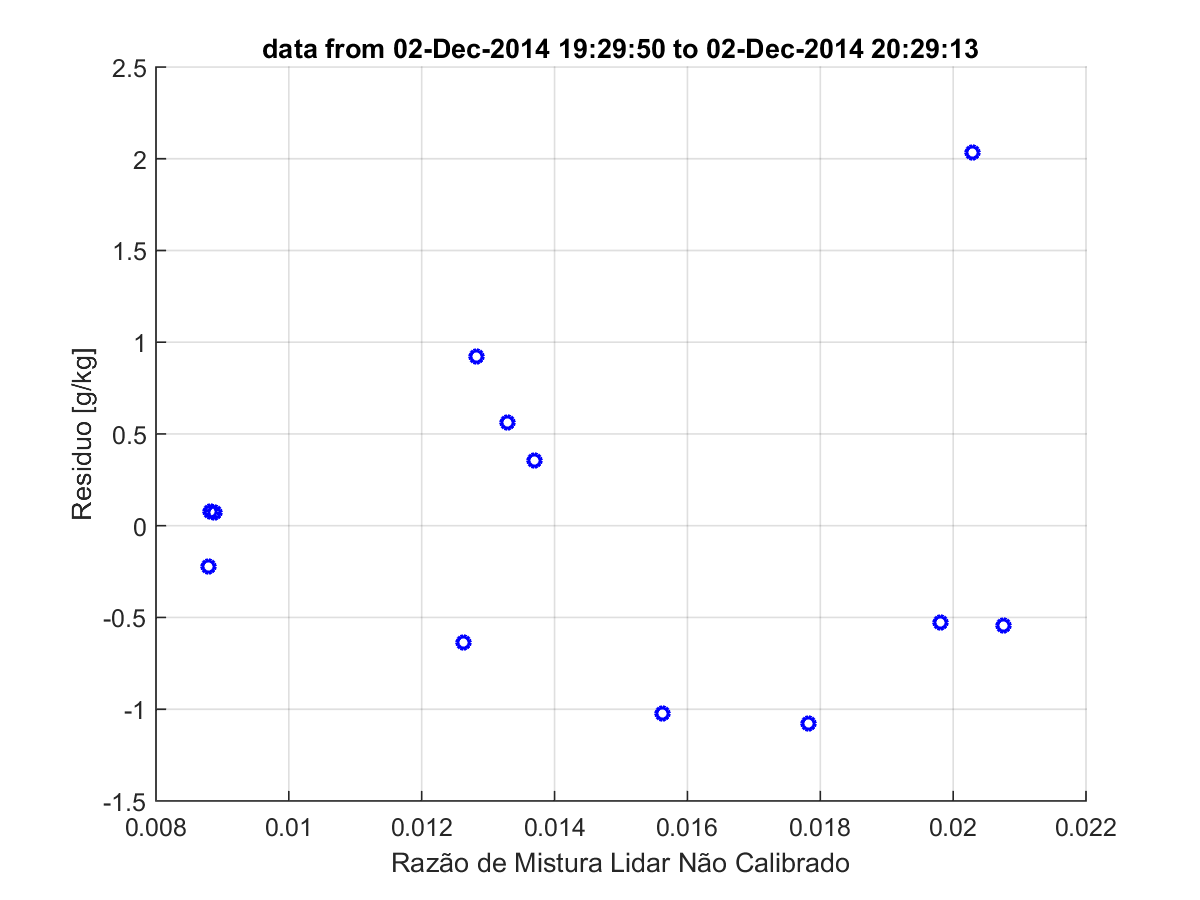 data from 02-Dec-2014 19:29:50 to 02-Dec-2014 20:29:13
2.5
2
1.5
1
0.5
0
-0.5
-1
-1.5
Residuo [g/kg]
0.008 0.01 0.012 0.014 0.016 0.018 0.02 0.022
Razão de Mistura Lidar Não Calibrado